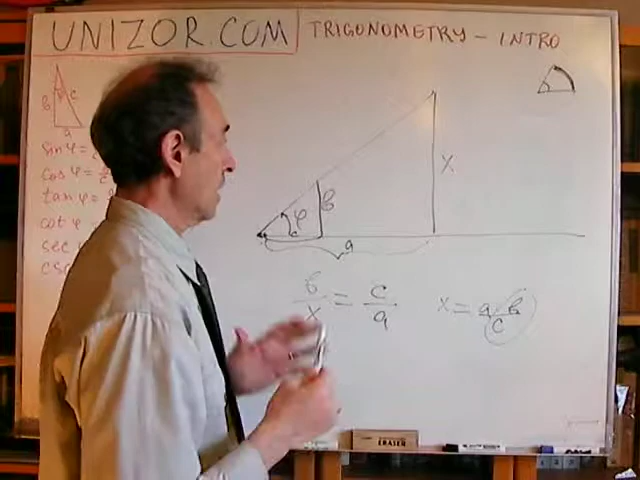 UNIZOR.COM
TRIGONOMETRY - INTRO
b
c
φ
a
sin φ =
cos φ =
tan φ =
cot φ
sec
csc
X
φ
b
c
a
b/x = c/a
x = a b/c
ERASER